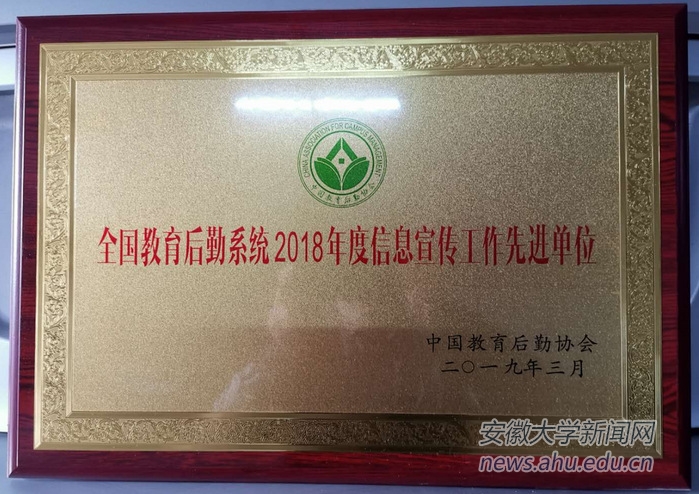 CHINA ASSOCIATION FOR CAMPUS MANAGEMENT
中国教育后勤协会
全国教育后勤系统2018年度信息宣传工作先进单位
中国教育后勤协会
二〇一九年三月
安徽大学新闻网
news.ahu.edu.cn